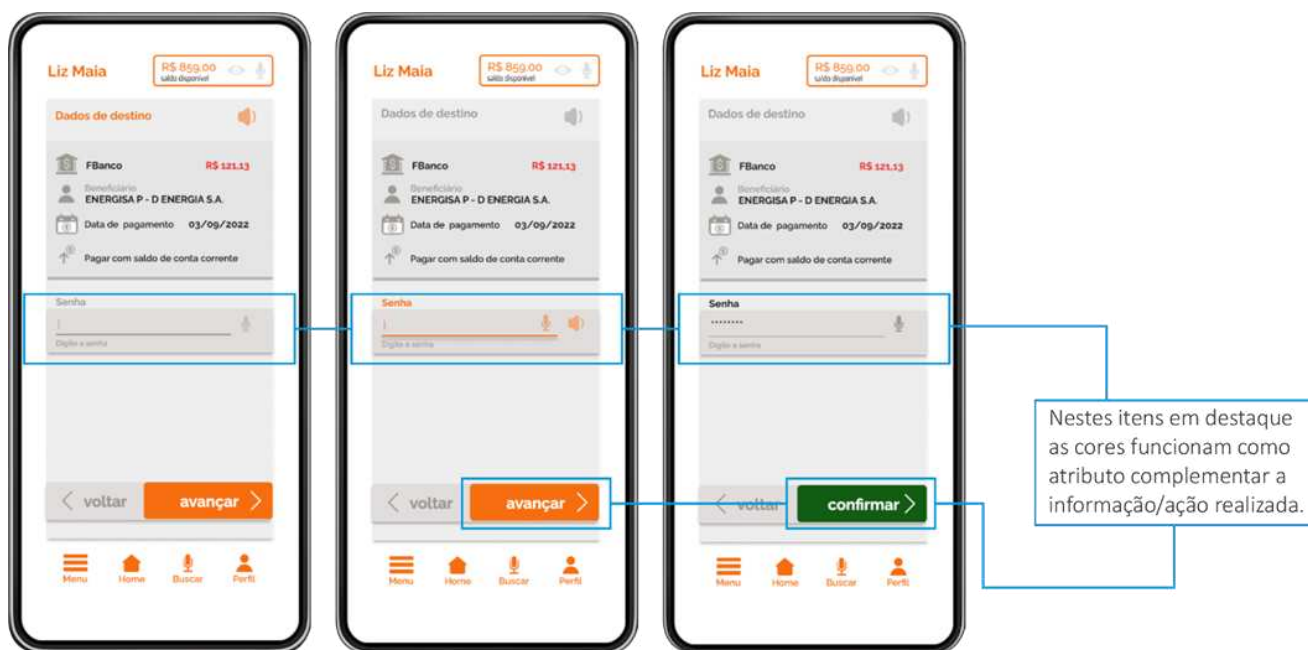 Liz Maia
R$ 859,00
saldo disponível
Dados de destino
FBanco R$ 121,13
Beneficiário
ENERGISA P - D ENERGIA S.A.
Data de pagamento 03/09/2022
Pagar com saldo de conta corrente
Senha
Digite a senha
voltar avançar
Menu Home Buscar Perfil
Liz Maia
R$ 859,00
saldo disponível
Dados de destino
FBanco R$ 121,13
Beneficiário
ENERGISA P - D ENERGIA S.A.
Data de pagamento 03/09/2022
Pagar com saldo de conta corrente
Senha
Digite a senha
voltar avançar
Menu Home Buscar Perfil
Liz Maia
R$ 859,00
saldo disponível
Dados de destino
FBanco R$ 121,13
Beneficiário
ENERGISA P - D ENERGIA S.A.
Data de pagamento 03/09/2022
Pagar com saldo de conta corrente
Senha
Digite a senha
voltar confirmar
Menu Home Buscar Perfil
Nestes itens em destaque
as cores funcionam como
atributo complementar a
informação/ação realizada.